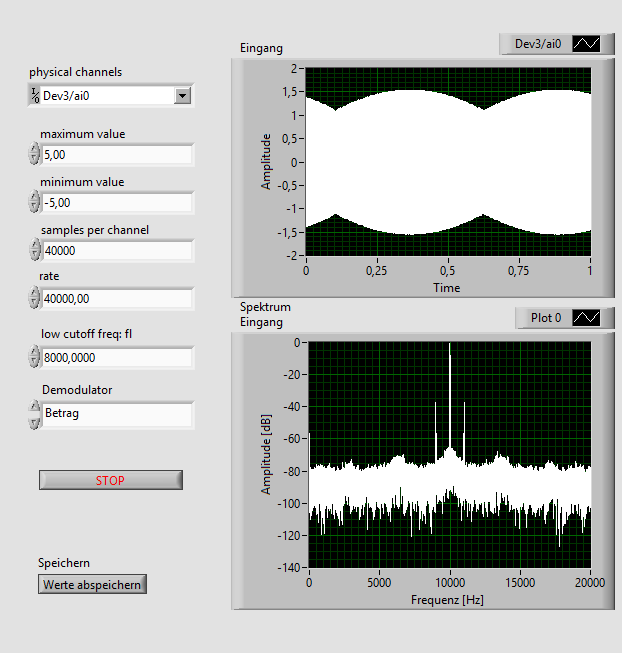 physical channels
Dev3/ai0
maximum value
5,00
minimum value
-5,00
samples per channel
40000
rate
40000,00
low cutoff freq: fl
8000,0000
Demodulator
Betrag
STOP
Speichern
Werte abspeichern
Eingang
Dev3/ai0
Amplitude
2
1,5
1
0,5
0
-0,5
-1
-1,5
-2
0
0,25
0,5
0,75
1
Time
Spektrum
Eingang
Plot 0
Amplitude [dB]
0
-20
-40
-60
-80
-100
-120
-140
0
5000
10000
15000
20000
Frequenz [Hz]